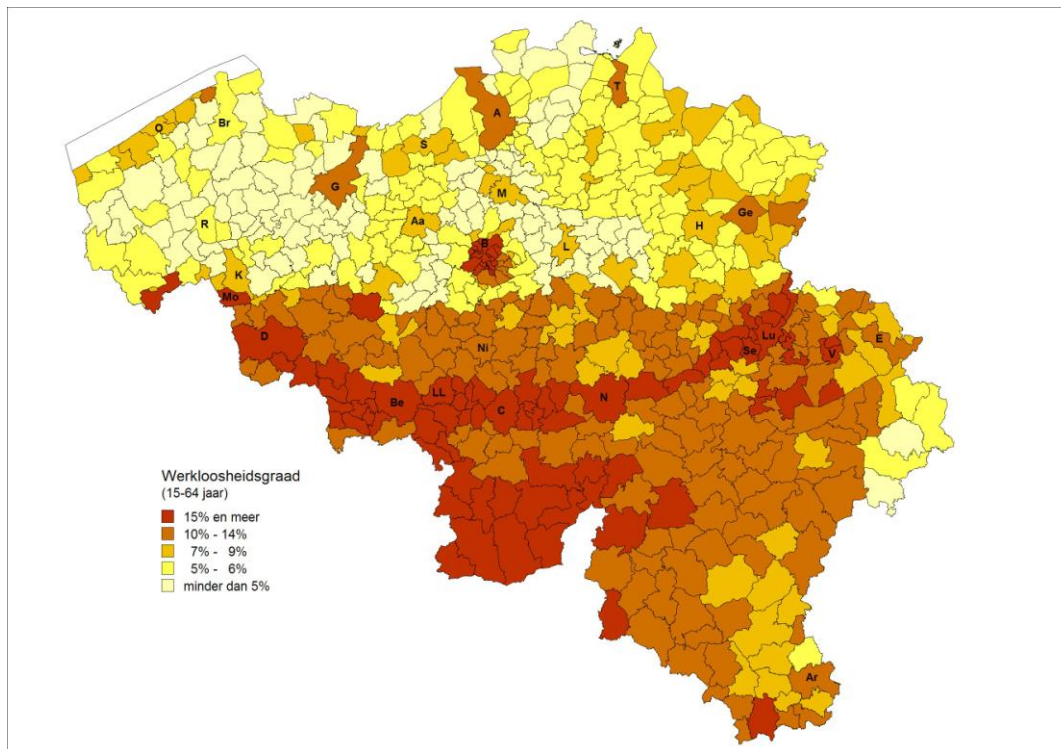 T
A
O
Br
S
G
M
Ge
Aa
R
H
B
L
K
Mo
D
Lu
E
Ni
Se
V
LL
N
Be
C
Werkloosheidsgraad
(15-64 jaar)
15% en meer
10% - 14%
7% - 9%
5% - 6%
minder dan 5%
Ar